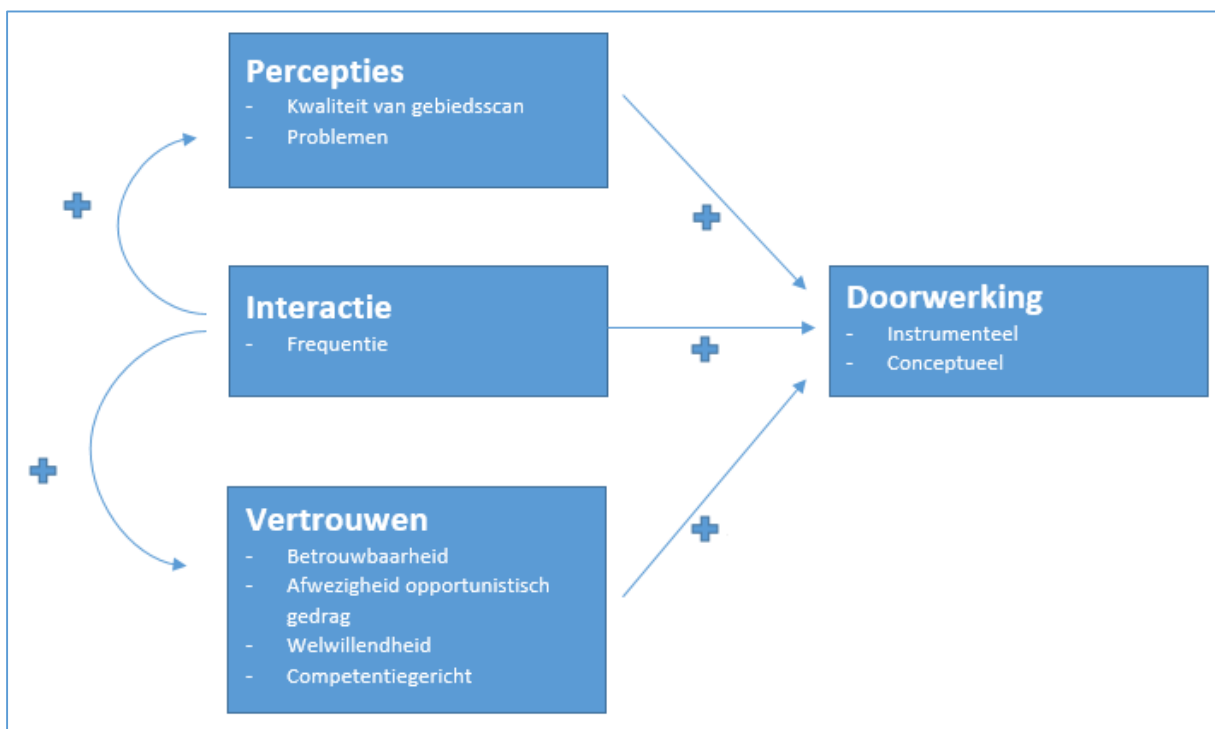 Percepties
- Kwaliteit van gebiedsscan
- Problemen
Interactie
- Frequentie
Vertrouwen
- Betrouwbaarheid
- Afwezigheid opportunistisch
gedrag
- Welwillendheid
- Competentiegericht
Doorwerking
- Instrumenteel
- Conceptueel